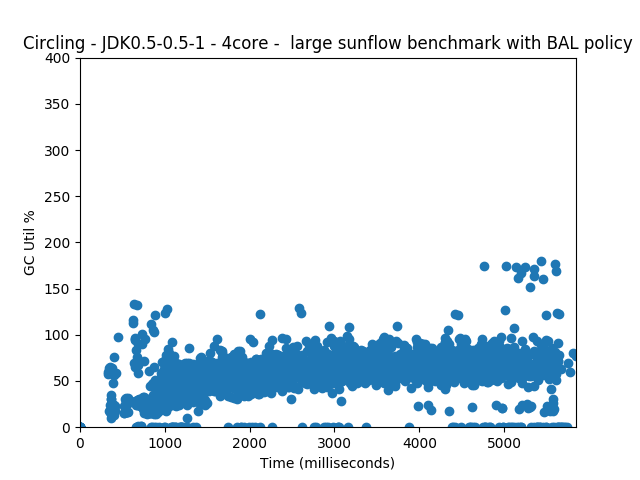 Circling - JDK0.5-0.5-1 - 4core -  large sunflow benchmark with BAL policy
400
350
300
250
200
150
100
50
0
GC Util %
0 1000 2000 3000 4000 5000
Time (milliseconds)